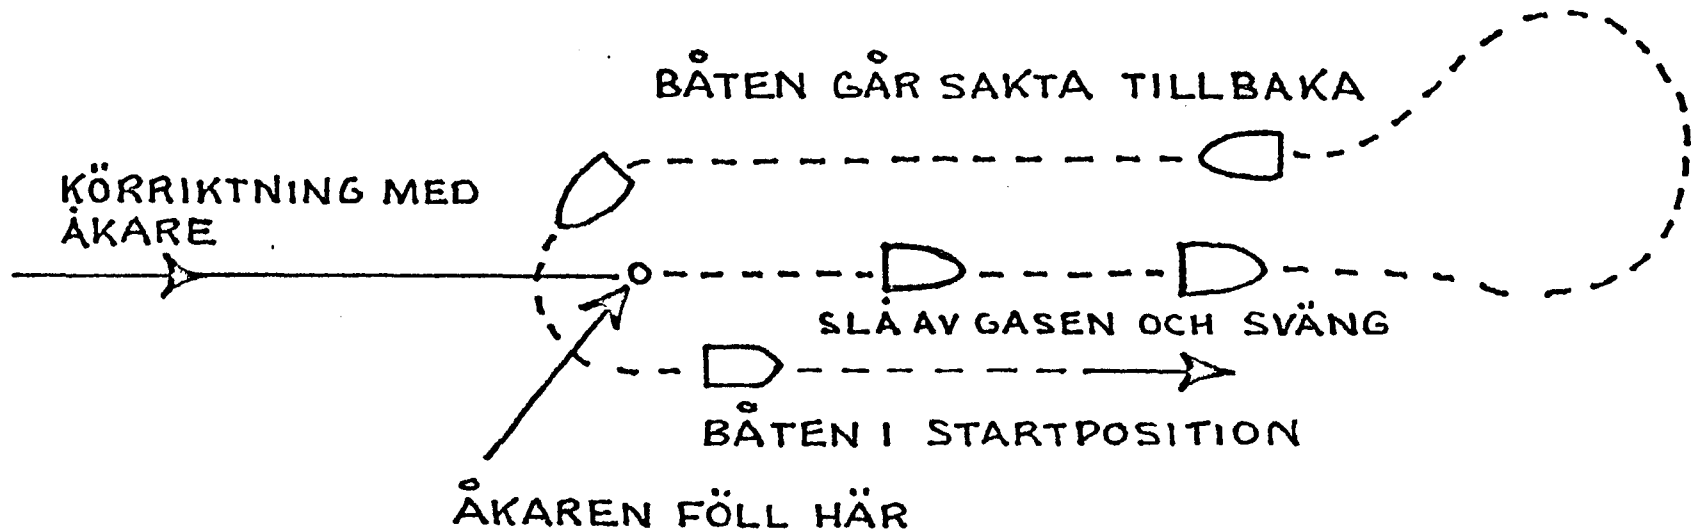 BÅTEN GÅR SAKTA TILLBAKA
KÖRRIKTNING MED
ÅKARE
SLÅ AV GASEN OCH SVÄNG
BÅTEN I STARTPOSITION
ÅKAREN FÖLL HÄR